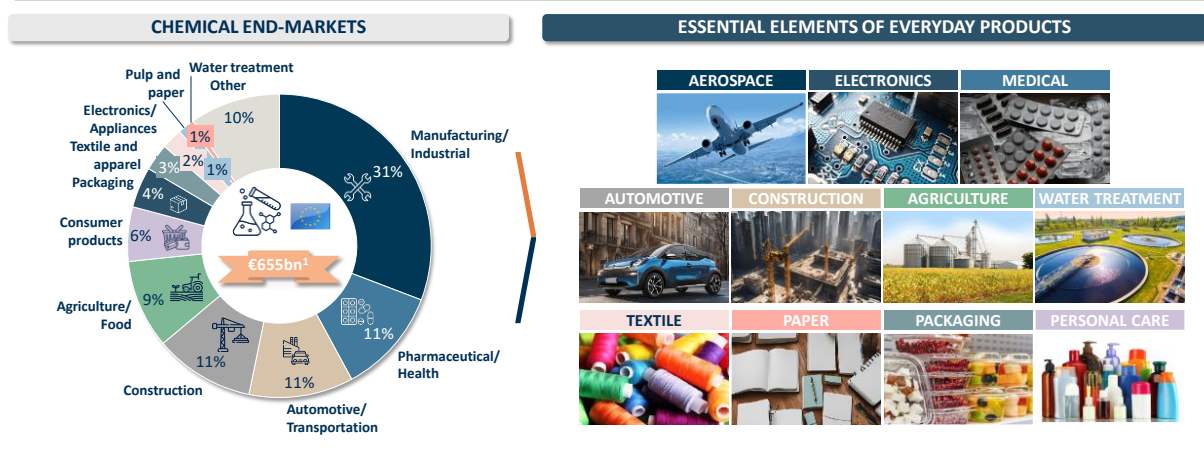 CHEMICAL END-MARKETS
Water treatment
Other
Pulp and
paper
Electronics/
Appliances
Textile and
apparel
Packaging
Consumer
products
Agriculture/
Food
Construction
Automotive/
Transportation
Pharmaceutical/
Health
Manufacturing/
Industrial
10%
1%
2%
1%
3%
4%
6%
9%
11%
11%
11%
31%
€655bn¹
ESSENTIAL ELEMENTS OF EVERYDAY PRODUCTS
AEROSPACE
ELECTRONICS
MEDICAL
AUTOMOTIVE
CONSTRUCTION
AGRICULTURE
WATER TREATMENT
TEXTILE
PAPER
PACKAGING
PERSONAL CARE